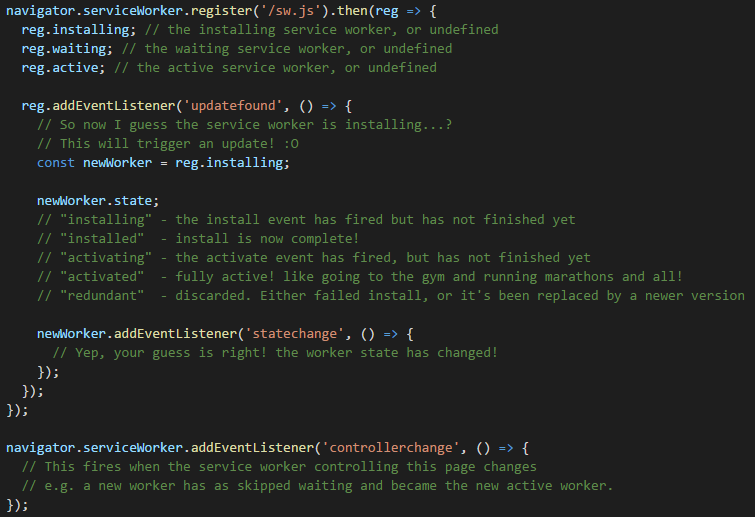 navigator.serviceWorker.register('/sw.js').then(reg => {
  reg.installing; // the installing service worker, or undefined
  reg.waiting; // the waiting service worker, or undefined
  reg.active; // the active service worker, or undefined

  reg.addEventListener('updatefound', () => {
    // So now I guess the service worker is installing...?
    // This will trigger an update! :O
    const newWorker = reg.installing;

    newWorker.state;
    // "installing" - the install event has fired but has not finished yet
    // "installed"  - install is now complete!
    // "activating" - the activate event has fired, but has not finished yet
    // "activated"  - fully active! like going to the gym and running marathons and all!
    // "redundant"  - discarded. Either failed install, or it's been replaced by a newer version

    newWorker.addEventListener('statechange', () => {
      // Yep, your guess is right! the worker state has changed!
    });
  });
});

navigator.serviceWorker.addEventListener('controllerchange', () => {
  // This fires when the service worker controlling this page changes
  // e.g. a new worker has as skipped waiting and became the new active worker.
});